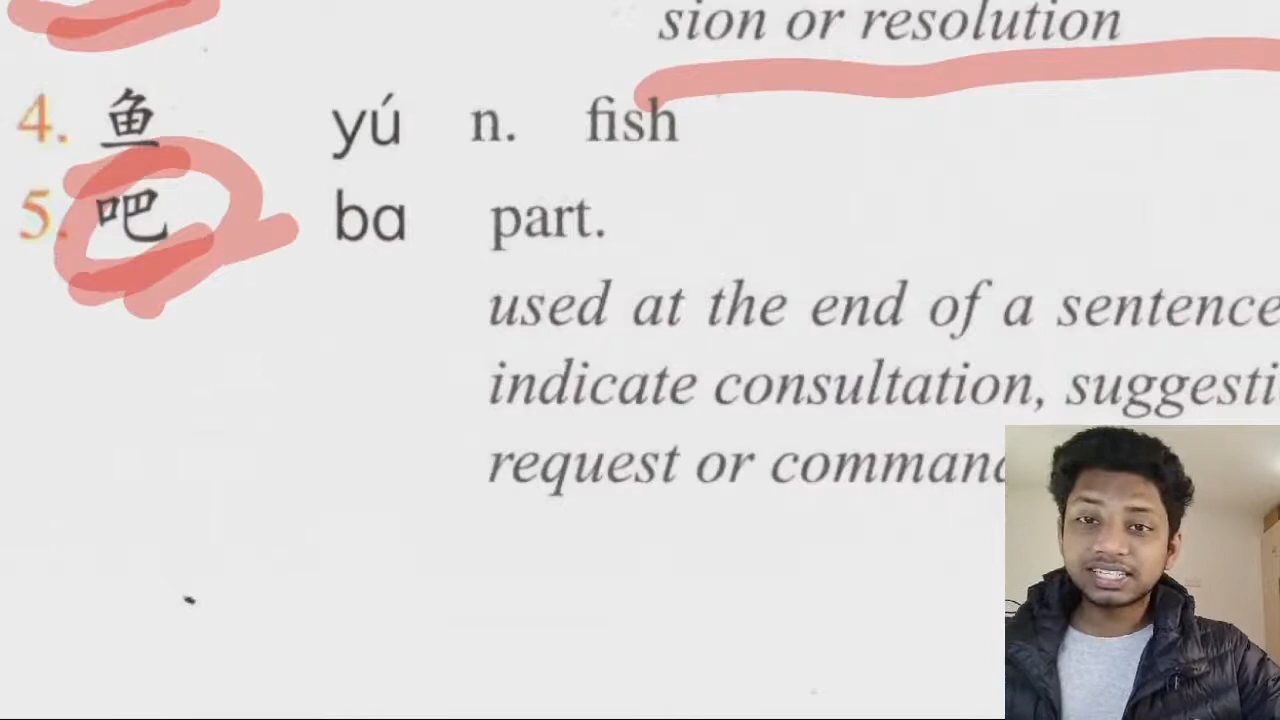 sion or resolution
4. 鱼 yú n. fish
5. 吧 ba part.
used at the end of a sentence
indicate consultation, suggesti
request or comman